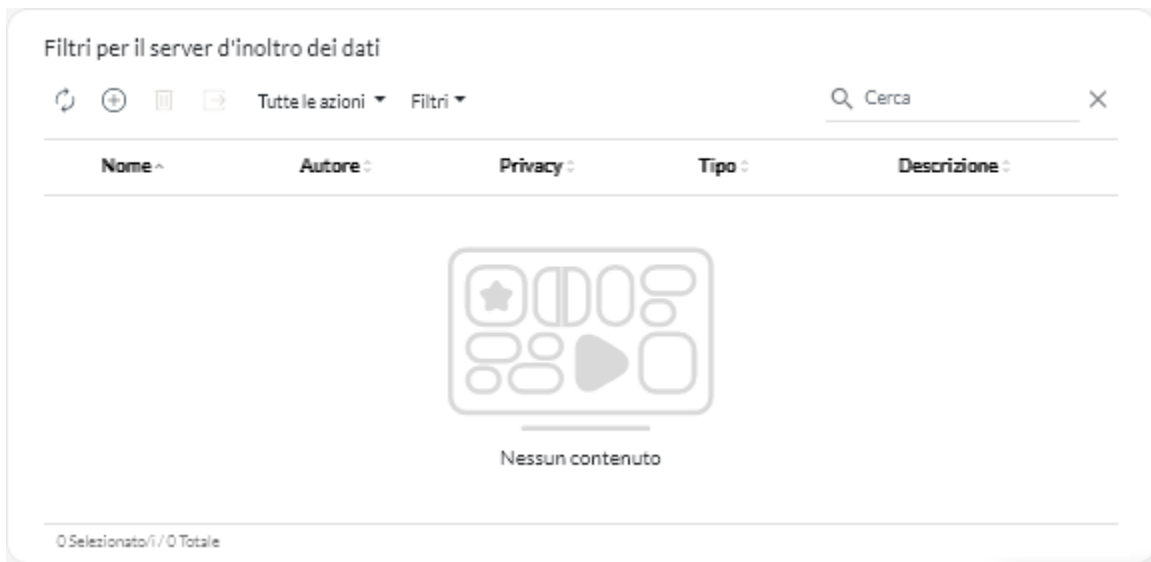 Filtri per il server d'inoltro dei dati
Tutte le azioni Filtri Cerca
Nome Autore Privacy Tipo Descrizione
Nessun contenuto
0 Selezionato/i / 0 Totale